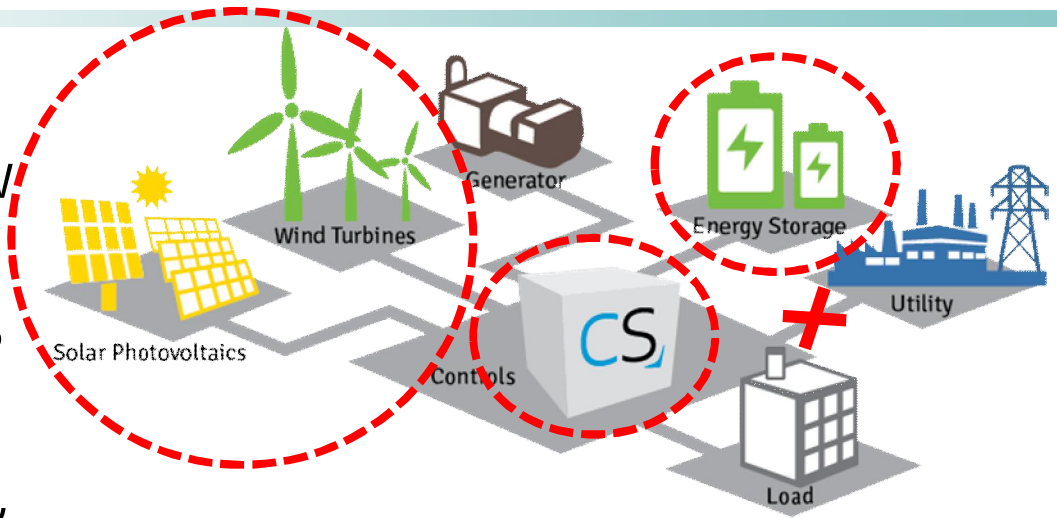 Generator
Wind Turbines
Energy Storage
Utility
Solar Photovoltaics
CS
Controls
Load